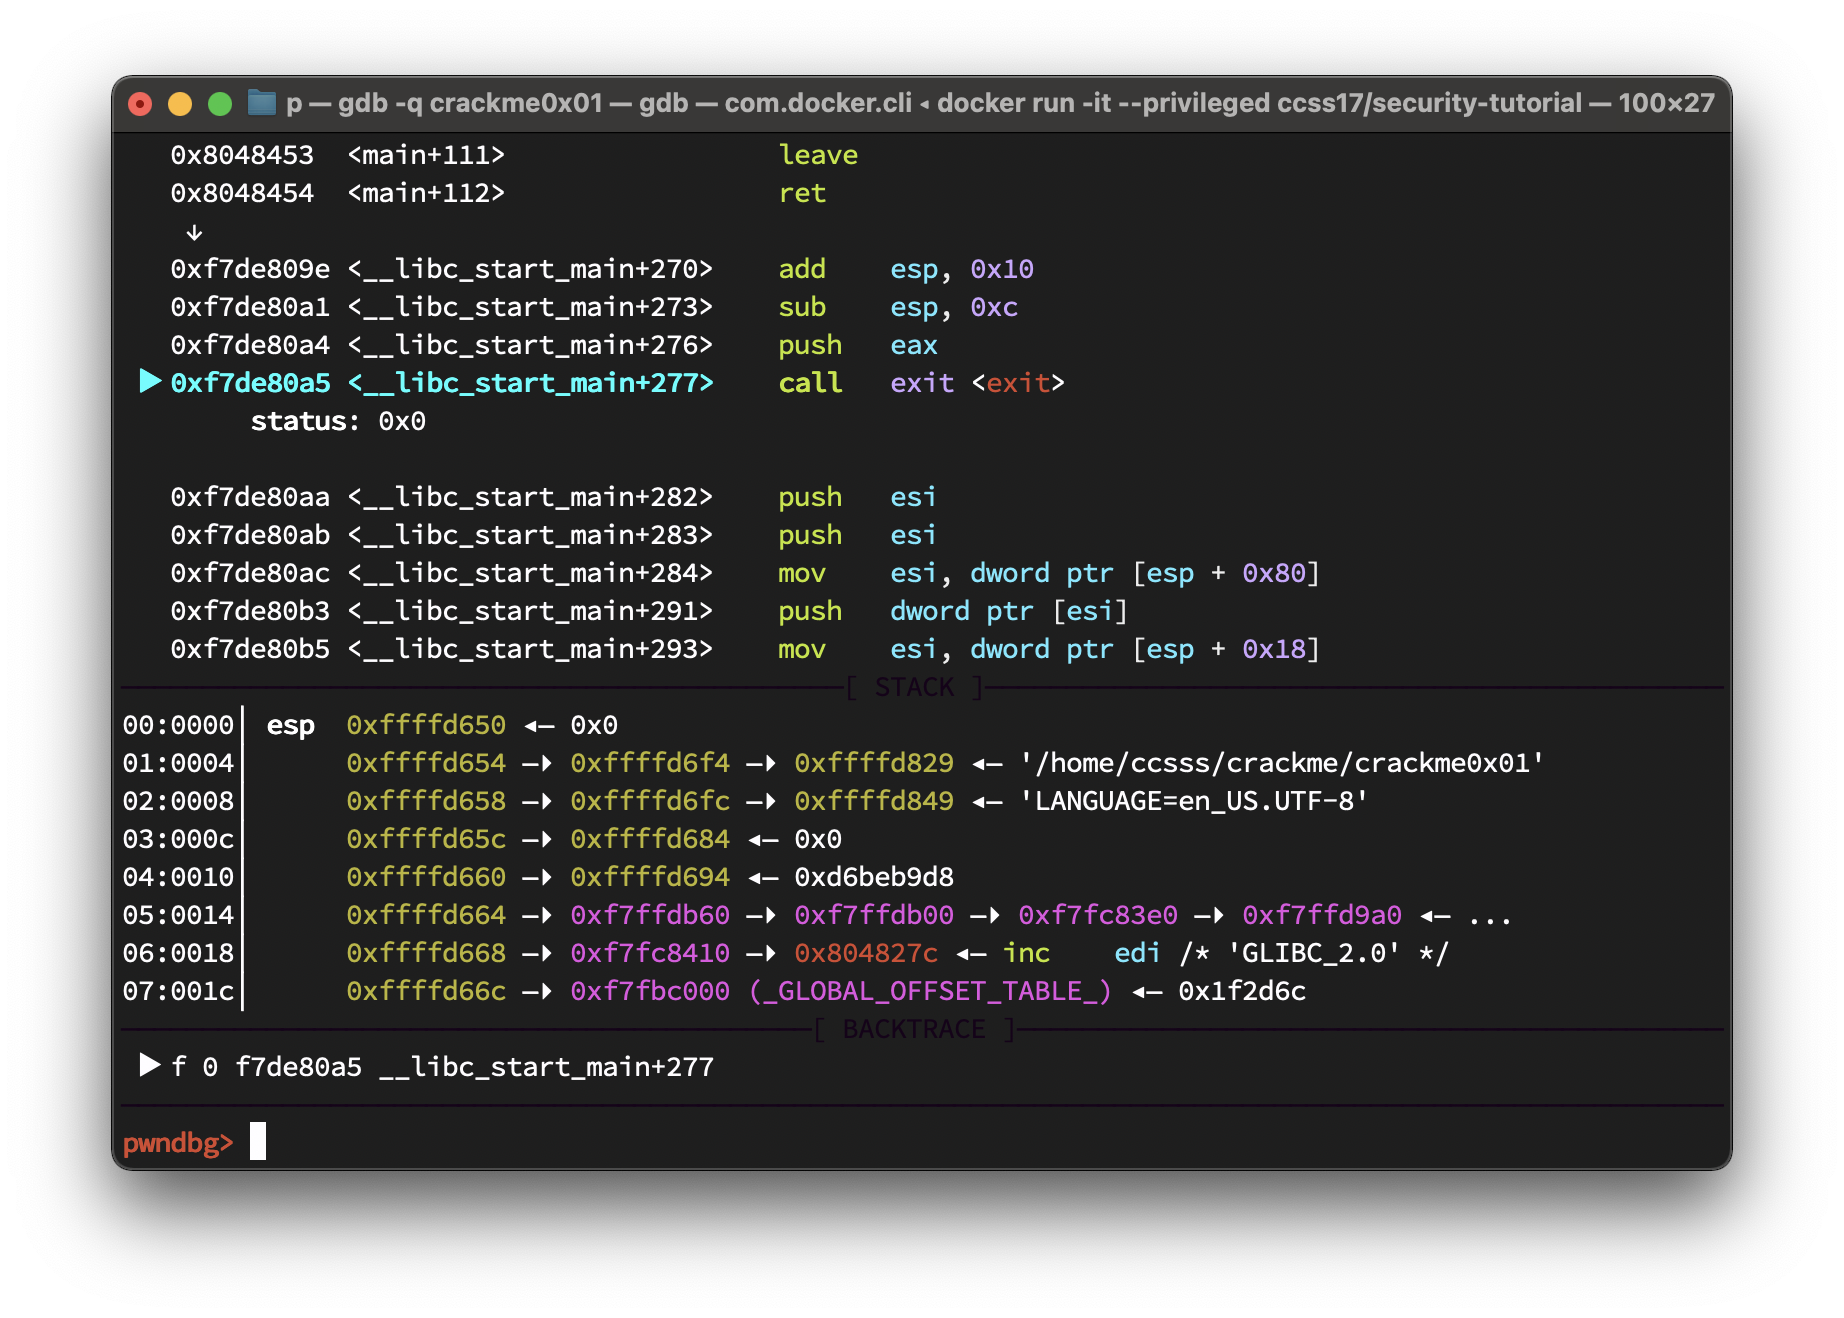 p — gdb -q crackme0x01 — gdb — com.docker.cli ◂ docker run -it --privileged ccss17/security-tutorial — 100×27
0x8048453 <main+111> leave
0x8048454 <main+112> ret
↓
0xf7de809e <__libc_start_main+270> add esp, 0x10
0xf7de80a1 <__libc_start_main+273> sub esp, 0xc
0xf7de80a4 <__libc_start_main+276> push eax
► 0xf7de80a5 <__libc_start_main+277> call exit <exit>
status: 0x0
0xf7de80aa <__libc_start_main+282> push esi
0xf7de80ab <__libc_start_main+283> push esi
0xf7de80ac <__libc_start_main+284> mov esi, dword ptr [esp + 0x80]
0xf7de80b3 <__libc_start_main+291> push dword ptr [esi]
0xf7de80b5 <__libc_start_main+293> mov esi, dword ptr [esp + 0x18]
[ STACK ]
00:0000│ esp 0xffffd650 ◂— 0x0
01:0004│ 0xffffd654 —▸ 0xffffd6f4 —▸ 0xffffd829 ◂— '/home/ccsss/crackme/crackme0x01'
02:0008│ 0xffffd658 —▸ 0xffffd6fc —▸ 0xffffd849 ◂— 'LANGUAGE=en_US.UTF-8'
03:000c│ 0xffffd65c —▸ 0xffffd684 ◂— 0x0
04:0010│ 0xffffd660 —▸ 0xffffd694 ◂— 0xd6beb9d8
05:0014│ 0xffffd664 —▸ 0xf7ffdb60 —▸ 0xf7ffdb00 —▸ 0xf7fc83e0 —▸ 0xf7ffd9a0 ◂— ...
06:0018│ 0xffffd668 —▸ 0xf7fc8410 —▸ 0x804827c ◂— inc edi /* 'GLIBC_2.0' */
07:001c│ 0xffffd66c —▸ 0xf7fbc000 (_GLOBAL_OFFSET_TABLE_) ◂— 0x1f2d6c
[ BACKTRACE ]
► f 0 f7de80a5 __libc_start_main+277
pwndbg>